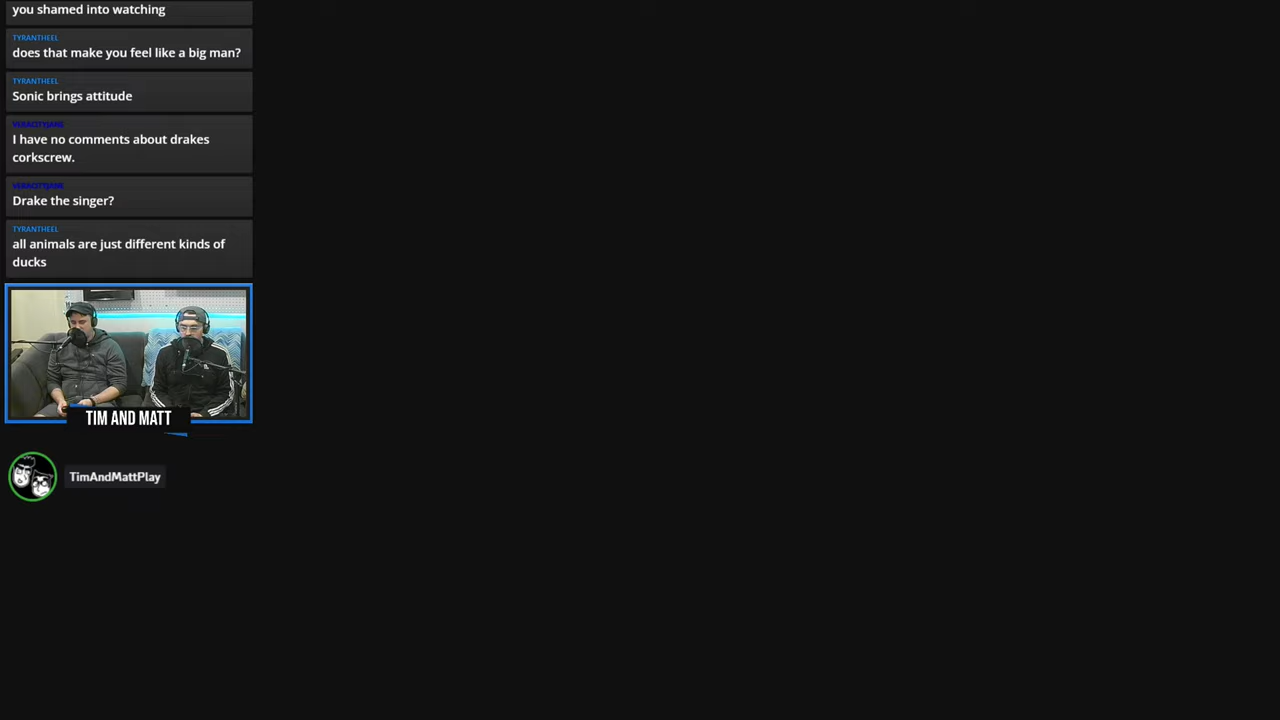 you shamed into watching
TYRANTHEEL
does that make you feel like a big man?
TYRANTHEEL
Sonic brings attitude
VERACITYJANE
I have no comments about drakes
corkscrew.
VERACITYJANE
Drake the singer?
TYRANTHEEL
all animals are just different kinds of
ducks
TIM AND MATT
TimAndMattPlay